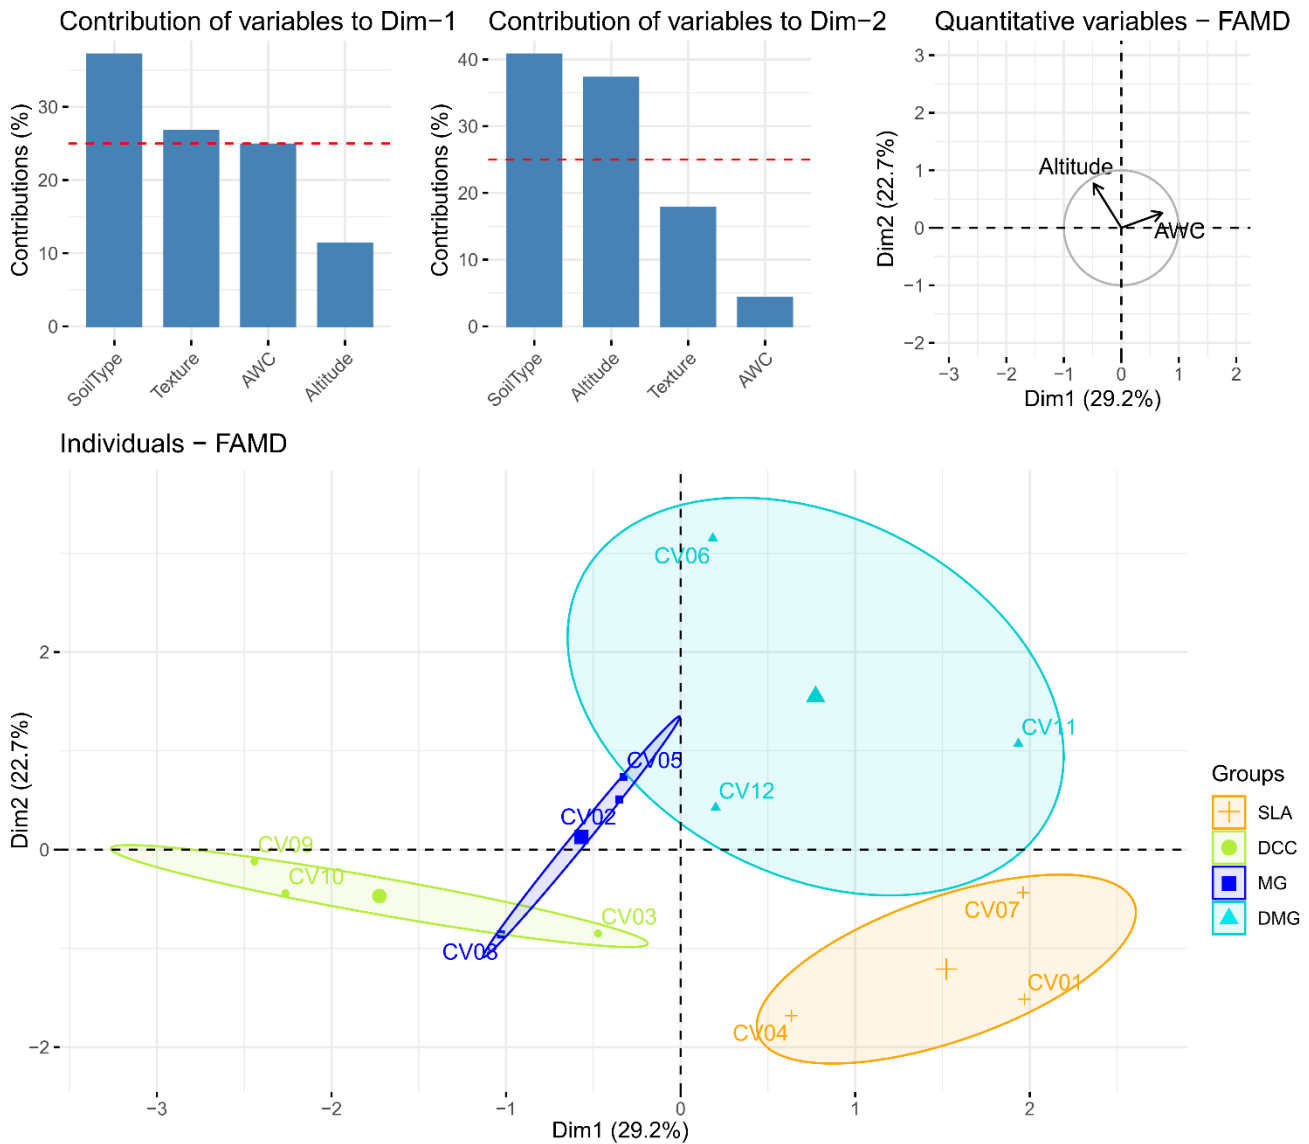 Contribution of variables to Dim−1
Contributions (%)
30
20
10
0
SoilType
Texture
AWC
Altitude
Contribution of variables to Dim−2
Contributions (%)
40
30
20
10
0
SoilType
Altitude
Texture
AWC
Quantitative variables − FAMD
Dim2 (22.7%)
3
2
1
0
−1
−2
Altitude
AWC
−3
−2
−1
0
1
2
Dim1 (29.2%)
Individuals − FAMD
Dim2 (22.7%)
2
0
−2
CV06
CV11
CV05
CV12
CV02
CV09
CV10
CV03
CV07
CV01
CV04
−3
−2
−1
0
1
2
Dim1 (29.2%)
Groups
SLA
DCC
MG
DMG